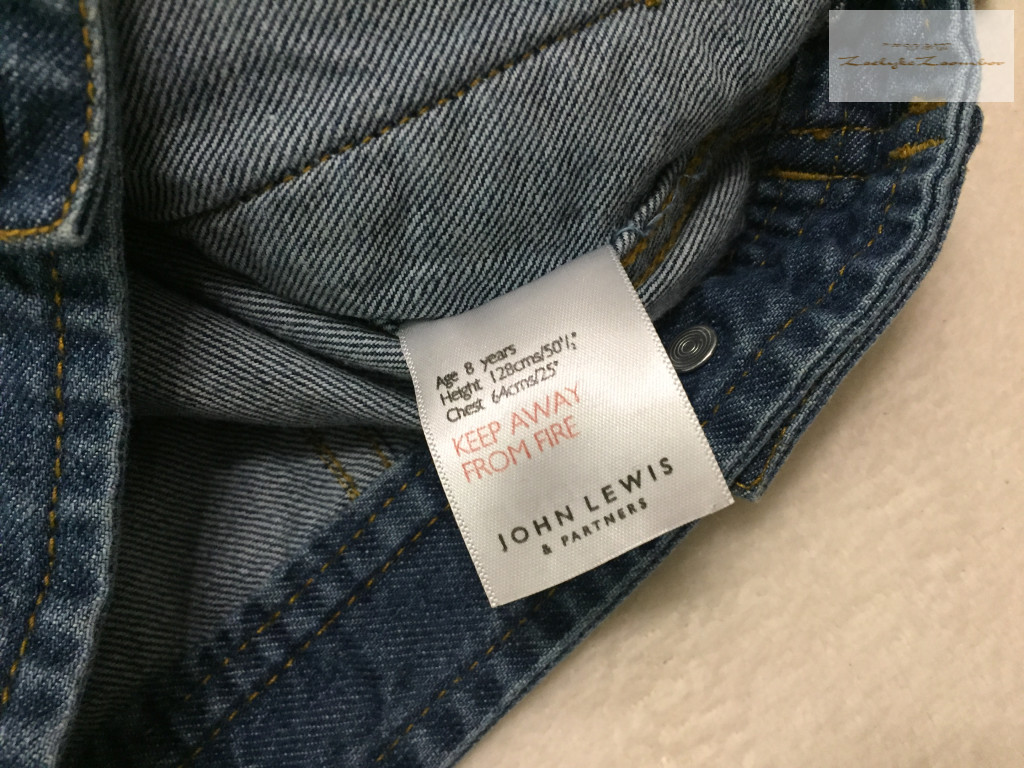 Age 8 years
Height 128cms/50½"
Chest 64cms/25"
KEEP AWAY
FROM FIRE
JOHN LEWIS
& PARTNERS